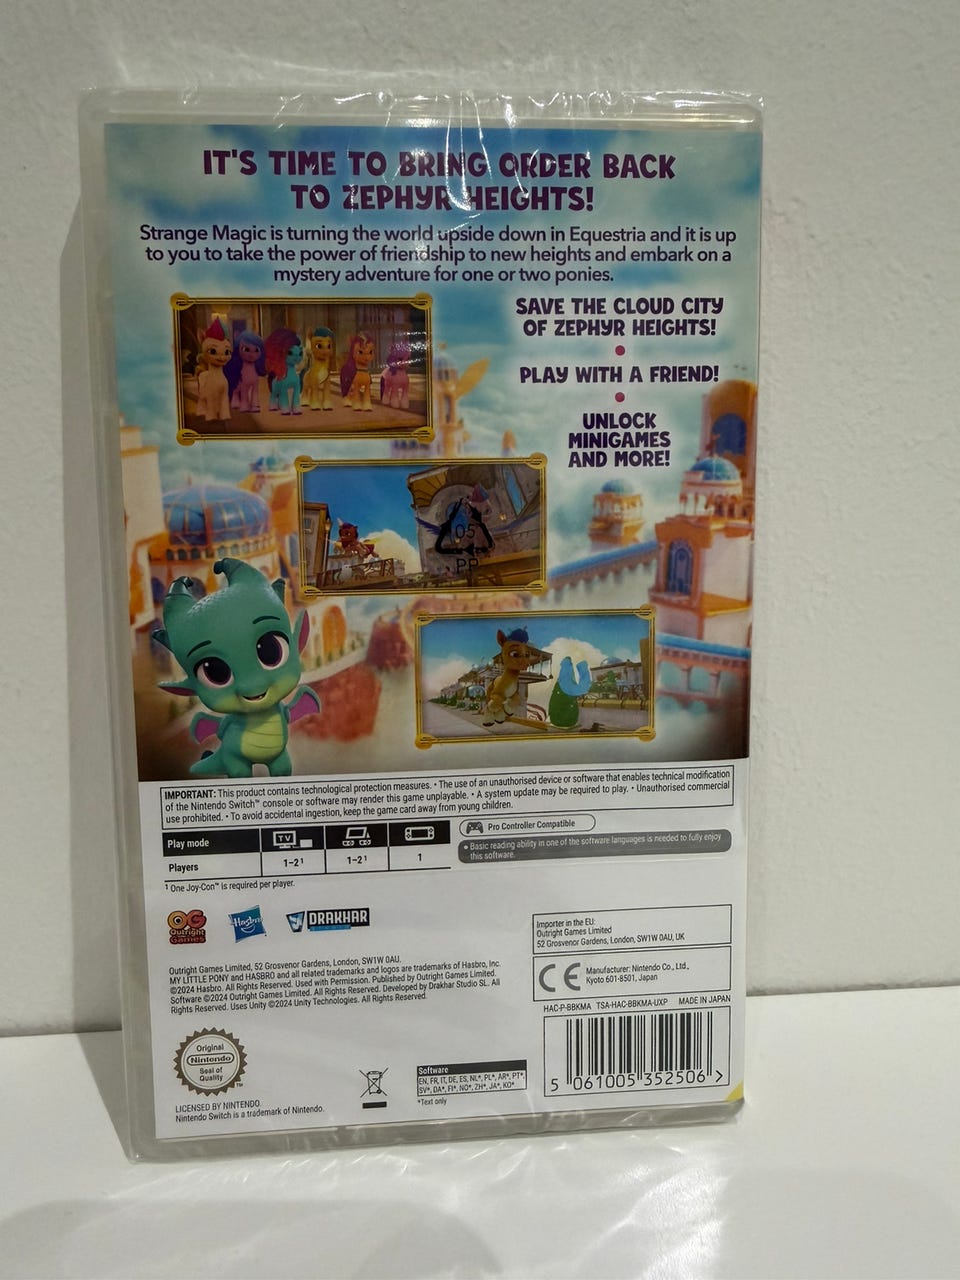 IT'S TIME TO BRING ORDER BACK
TO ZEPHYR HEIGHTS!
Strange Magic is turning the world upside down in Equestria and it is up
to you to take the power of friendship to new heights and embark on a
mystery adventure for one or two ponies.
SAVE THE CLOUD CITY
OF ZEPHYR HEIGHTS!
PLAY WITH A FRIEND!
UNLOCK
MINIGAMES
AND MORE!
05
PP
IMPORTANT: This product contains technological protection measures. • The use of an unauthorised device or software that enables technical modification
of the Nintendo Switch™ console or software may render this game unplayable. • A system update may be required to play. • Unauthorised commercial
use prohibited. • To avoid accidental ingestion, keep the game card away from young children.
Play mode
TV
Players
1-2¹
1-2¹
1
Pro Controller Compatible
• Basic reading ability in one of the software languages is needed to fully enjoy
this software.
¹ One Joy-Con™ is required per player.
OG
Outright
Games
Hasbro
DRAKHAR
Importer in the EU:
Outright Games Limited
52 Grosvenor Gardens, London, SW1W 0AU, UK
CE
Manufacturer: Nintendo Co., Ltd.,
Kyoto 601-8501, Japan
Outright Games Limited, 52 Grosvenor Gardens, London, SW1W 0AU.
MY LITTLE PONY and HASBRO and all related trademarks and logos are trademarks of Hasbro, Inc.
©2024 Hasbro. All Rights Reserved. Used with Permission. Published by Outright Games Limited.
Software ©2024 Outright Games Limited. All Rights Reserved. Developed by Drakhar Studio SL. All
Rights Reserved. Uses Unity ©2024 Unity Technologies. All Rights Reserved.
HAC-P-BBKMA TSA-HAC-BBKMA-UXP MADE IN JAPAN
Original
Nintendo
Seal of
Quality
TM
LICENSED BY NINTENDO.
Nintendo Switch is a trademark of Nintendo.
Software
EN, FR, IT, DE, ES, NL*, PL*, AR*, PT*,
SV*, DA*, FI*, NO*, ZH*, JA*, KO*
*Text only
5 061005 352506 >